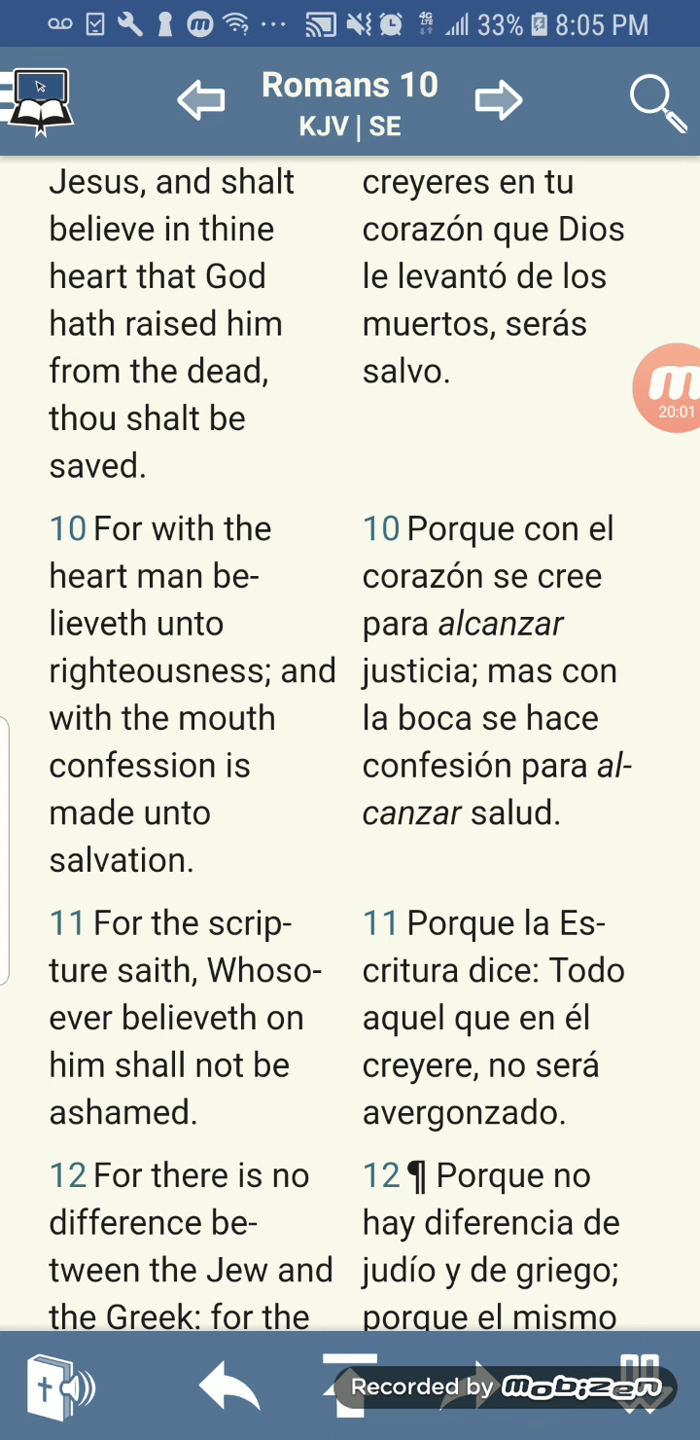 33% 8:05 PM
Romans 10
KJV | SE
Jesus, and shalt
believe in thine
heart that God
hath raised him
from the dead,
thou shalt be
saved.
10 For with the
heart man be-
lieveth unto
righteousness; and
with the mouth
confession is
made unto
salvation.
11 For the scrip-
ture saith, Whoso-
ever believeth on
him shall not be
ashamed.
12 For there is no
difference be-
tween the Jew and
the Greek: for the
creyeres en tu
corazón que Dios
le levantó de los
muertos, serás
salvo.
10 Porque con el
corazón se cree
para alcanzar
justicia; mas con
la boca se hace
confesión para al-
canzar salud.
11 Porque la Es-
critura dice: Todo
aquel que en él
creyere, no será
avergonzado.
12 ¶ Porque no
hay diferencia de
judío y de griego;
porque el mismo
m
20:01
Recorded by Mobizen